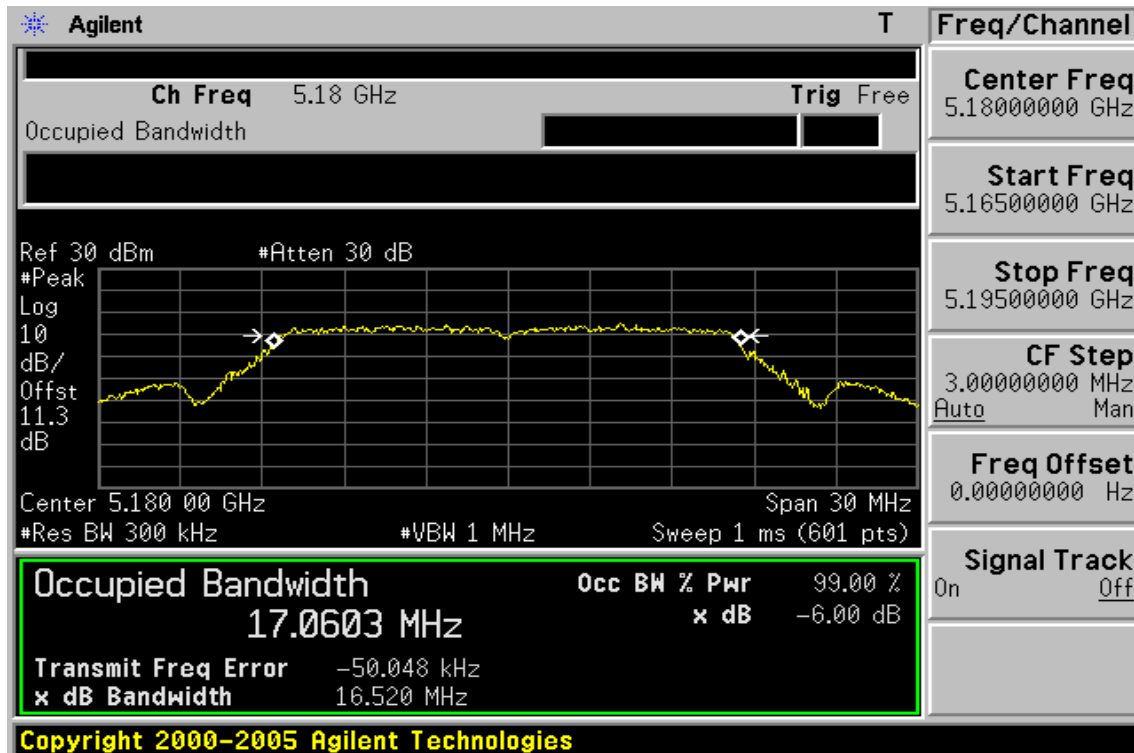 Agilent T
Freq/Channel
Ch Freq 5.18 GHz Trig Free
Occupied Bandwidth
Center Freq
5.18000000 GHz
Start Freq
5.16500000 GHz
Stop Freq
5.19500000 GHz
CF Step
3.00000000 MHz
Auto Man
Freq Offset
0.00000000 Hz
Signal Track
On Off
Ref 30 dBm #Atten 30 dB
#Peak
Log
10
dB/
Offst
11.3
dB
Center 5.180 00 GHz Span 30 MHz
#Res BW 300 kHz #VBW 1 MHz Sweep 1 ms (601 pts)
Occupied Bandwidth Occ BW % Pwr 99.00 %
17.0603 MHz x dB -6.00 dB
Transmit Freq Error -50.048 kHz
x dB Bandwidth 16.520 MHz
Copyright 2000-2005 Agilent Technologies